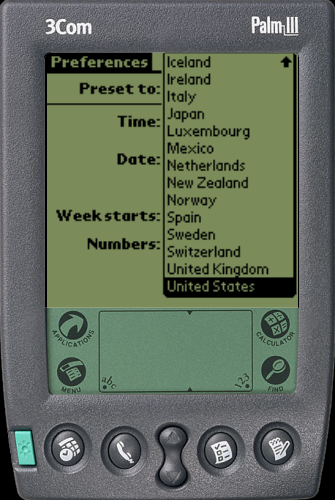 3Com
Palm III
Preferences
Preset to:
Time:
Date:
Week starts:
Numbers:
Iceland
Ireland
Italy
Japan
Luxembourg
Mexico
Netherlands
New Zealand
Norway
Spain
Sweden
Switzerland
United Kingdom
United States
APPLICATIONS
MENU
abc
123
CALCULATOR
FIND